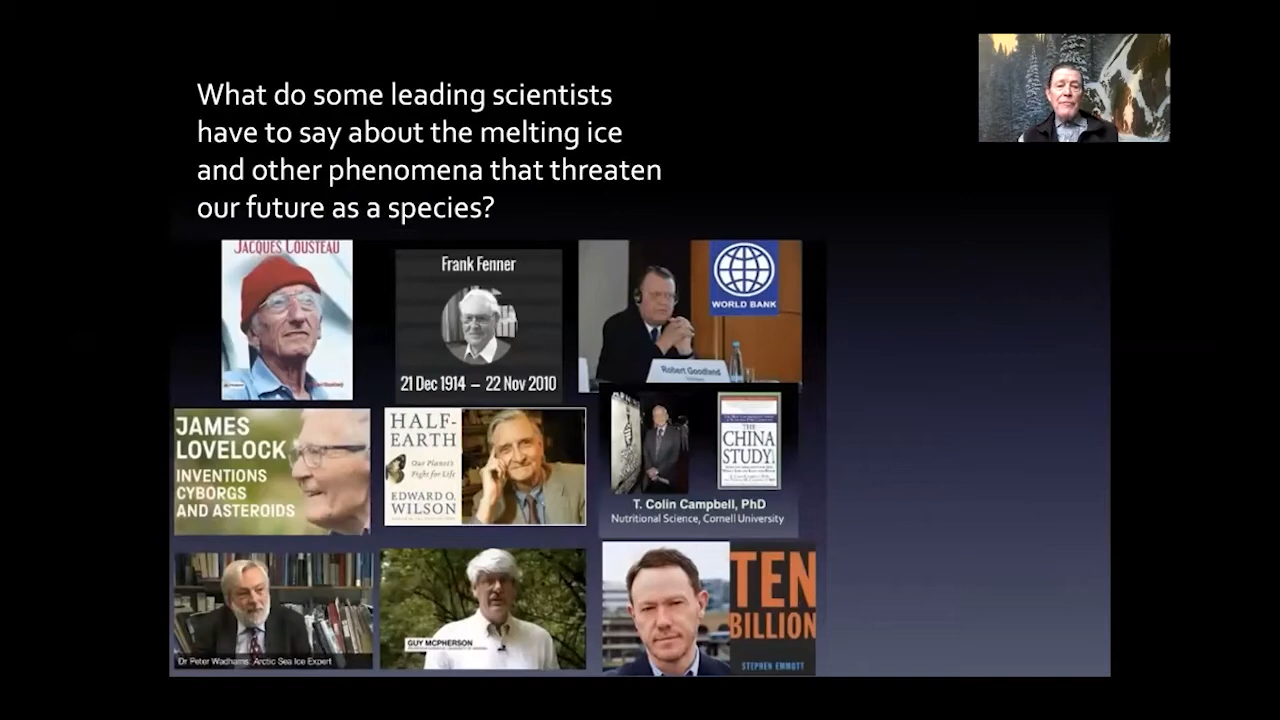 What do some leading scientists
have to say about the melting ice
and other phenomena that threaten
our future as a species?
JACQUES COUSTEAU
Frank Fenner
21 Dec 1914 – 22 Nov 2010
WORLD BANK
Robert Goodland
JAMES
LOVELOCK
INVENTIONS
CYBORGS
AND ASTEROIDS
HALF-
EARTH
Our Planet's
Fight for Life
EDWARD O.
WILSON
THE
CHINA
STUDY
T. Colin Campbell, PhD
Nutritional Science, Cornell University
Dr Peter Wadhams: Arctic Sea Ice Expert
GUY MCPHERSON
TEN
BILLION
STEPHEN EMMOTT